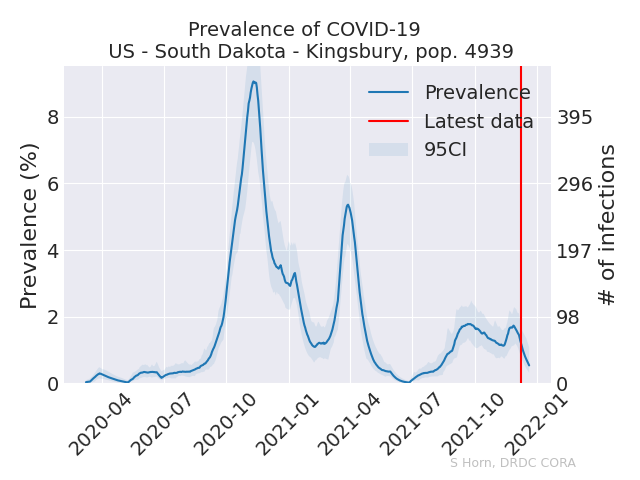 Prevalence of COVID-19
US - South Dakota - Kingsbury, pop. 4939
Prevalence
Latest data
95CI
Prevalence (%)
8
6
4
2
0
395
296
197
98
0
# of infections
2020-04
2020-07
2020-10
2021-01
2021-04
2021-07
2021-10
2022-01
S Horn, DRDC CORA